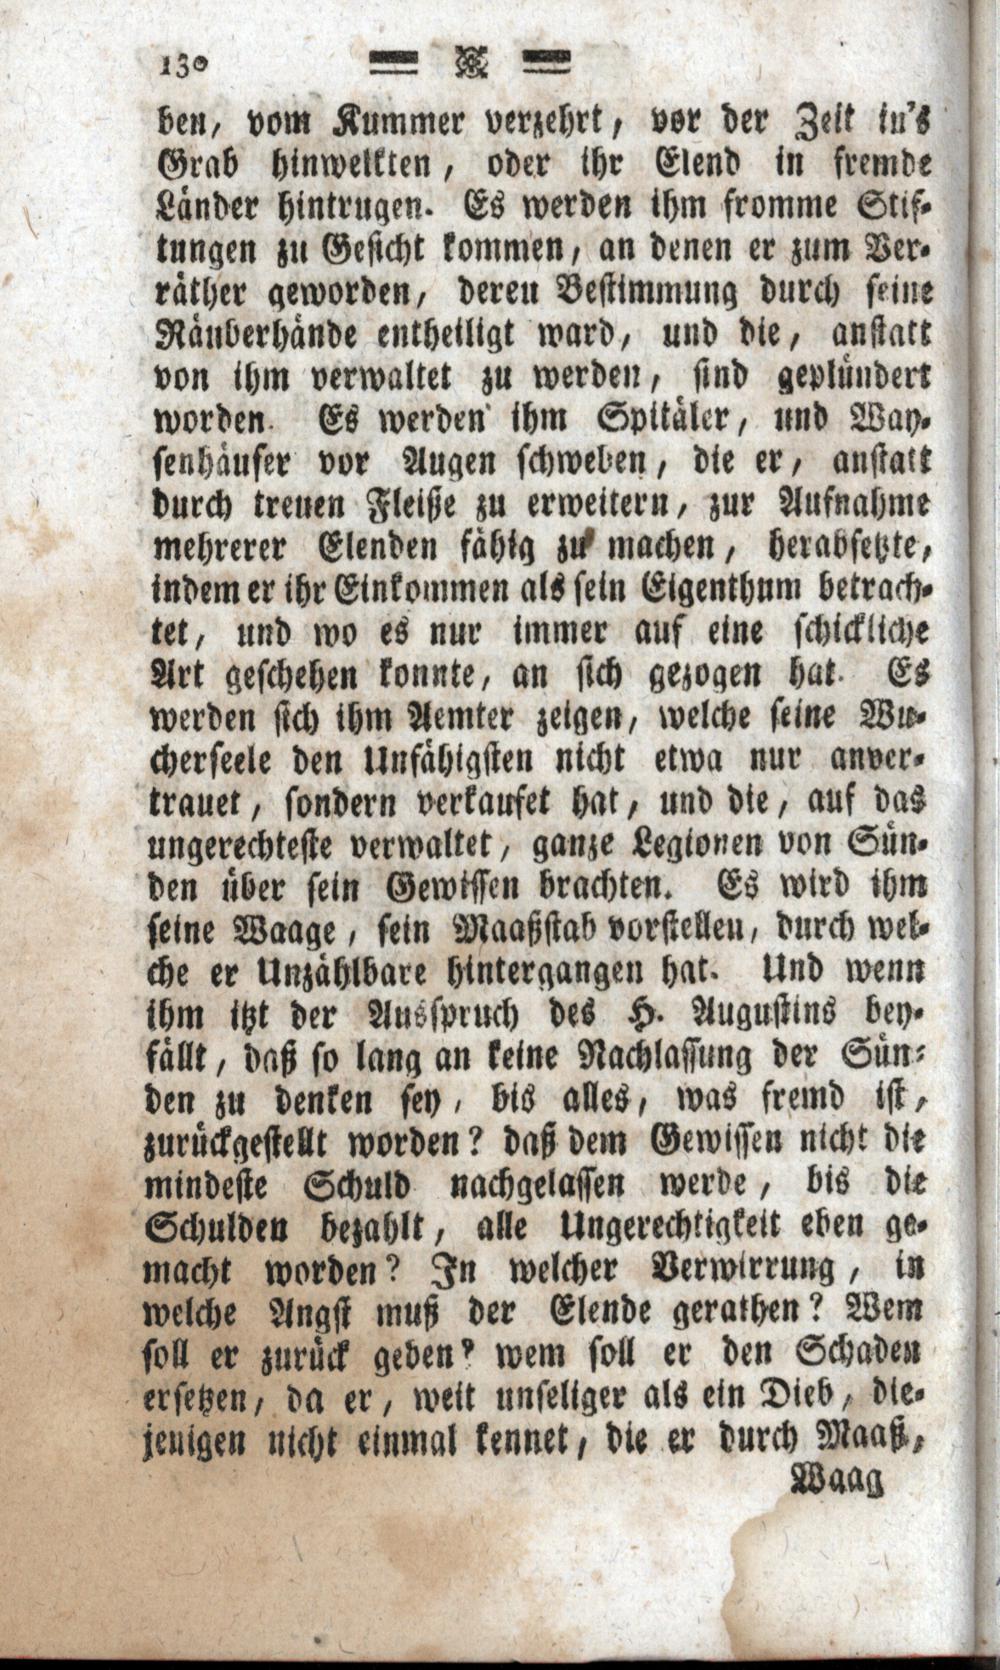 130
ben, vom Kummer verzehrt, vor der Zeit in's
Grab hinwelkten, oder ihr Elend in fremde
Länder hintrugen. Es werden ihm fromme Stif-
tungen zu Gesicht kommen, an denen er zum Ver-
räther geworden, deren Bestimmung durch seine
Räuberhände entheiligt ward, und die, anstatt
von ihm verwaltet zu werden, sind geplündert
worden. Es werden ihm Spitäler, und Way-
senhäuser vor Augen schweben, die er, anstatt
durch treuen Fleiße zu erweitern, zur Aufnahme
mehrerer Elenden fähig zu machen, herabsetzte,
indem er ihr Einkommen als sein Eigenthum betrach-
tet, und wo es nur immer auf eine schickliche
Art geschehen konnte, an sich gezogen hat. Es
werden sich ihm Aemter zeigen, welche seine Wu-
cherseele den Unfähigsten nicht etwa nur anver-
trauet, sondern verkaufet hat, und die, auf das
ungerechteste verwaltet, ganze Legionen von Sün-
den über sein Gewissen brachten. Es wird ihm
seine Waage, sein Maaßstab vorstellen, durch wel-
che er Unzählbare hintergangen hat. Und wenn
ihm itzt der Ausspruch des H. Augustins bey-
fällt, daß so lang an keine Nachlassung der Sün-
den zu denken sey, bis alles, was fremd ist,
zurückgestellt worden? daß dem Gewissen nicht die
mindeste Schuld nachgelassen werde, bis die
Schulden bezahlt, alle Ungerechtigkeit eben ge-
macht worden? In welcher Verwirrung, in
welche Angst muß der Elende gerathen? Wem
soll er zurück geben? wem soll er den Schaden
ersetzen, da er, weit unseliger als ein Dieb, die-
jenigen nicht einmal kennet, die er durch Maaß,
Waag